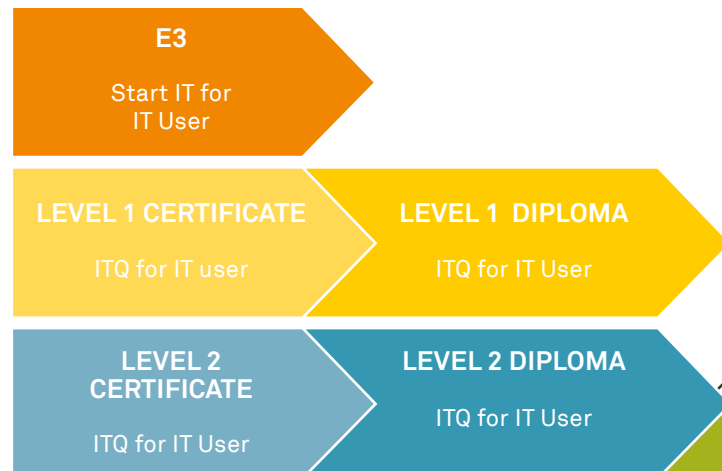 E3
Start IT for
IT User
LEVEL 1 CERTIFICATE
ITQ for IT user
LEVEL 1 DIPLOMA
ITQ for IT User
LEVEL 2
CERTIFICATE
ITQ for IT User
LEVEL 2 DIPLOMA
ITQ for IT User